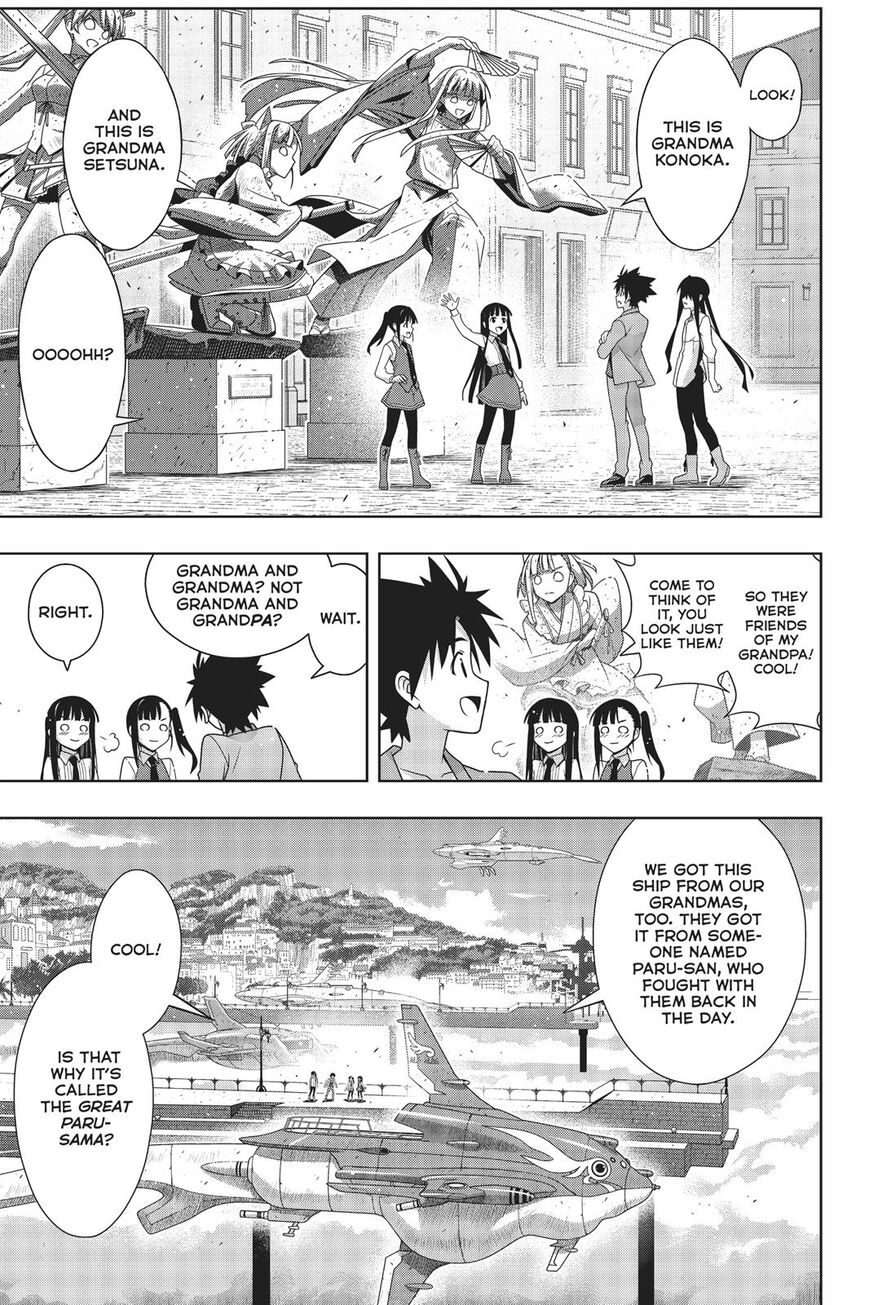 LOOK!
THIS IS
GRANDMA
KONOKA.
AND
THIS IS
GRANDMA
SETSUNA.
OOOOHH?
SO THEY
WERE
FRIENDS
OF MY
GRANDPA!
COOL!
COME TO
THINK OF
IT, YOU
LOOK JUST
LIKE THEM!
WAIT.
GRANDMA AND
GRANDMA? NOT
GRANDMA AND
GRANDPA?
RIGHT.
WE GOT THIS
SHIP FROM OUR
GRANDMAS,
TOO. THEY GOT
IT FROM SOME-
ONE NAMED
PARU-SAN, WHO
FOUGHT WITH
THEM BACK IN
THE DAY.
COOL!
IS THAT
WHY IT'S
CALLED
THE GREAT
PARU-
SAMA?